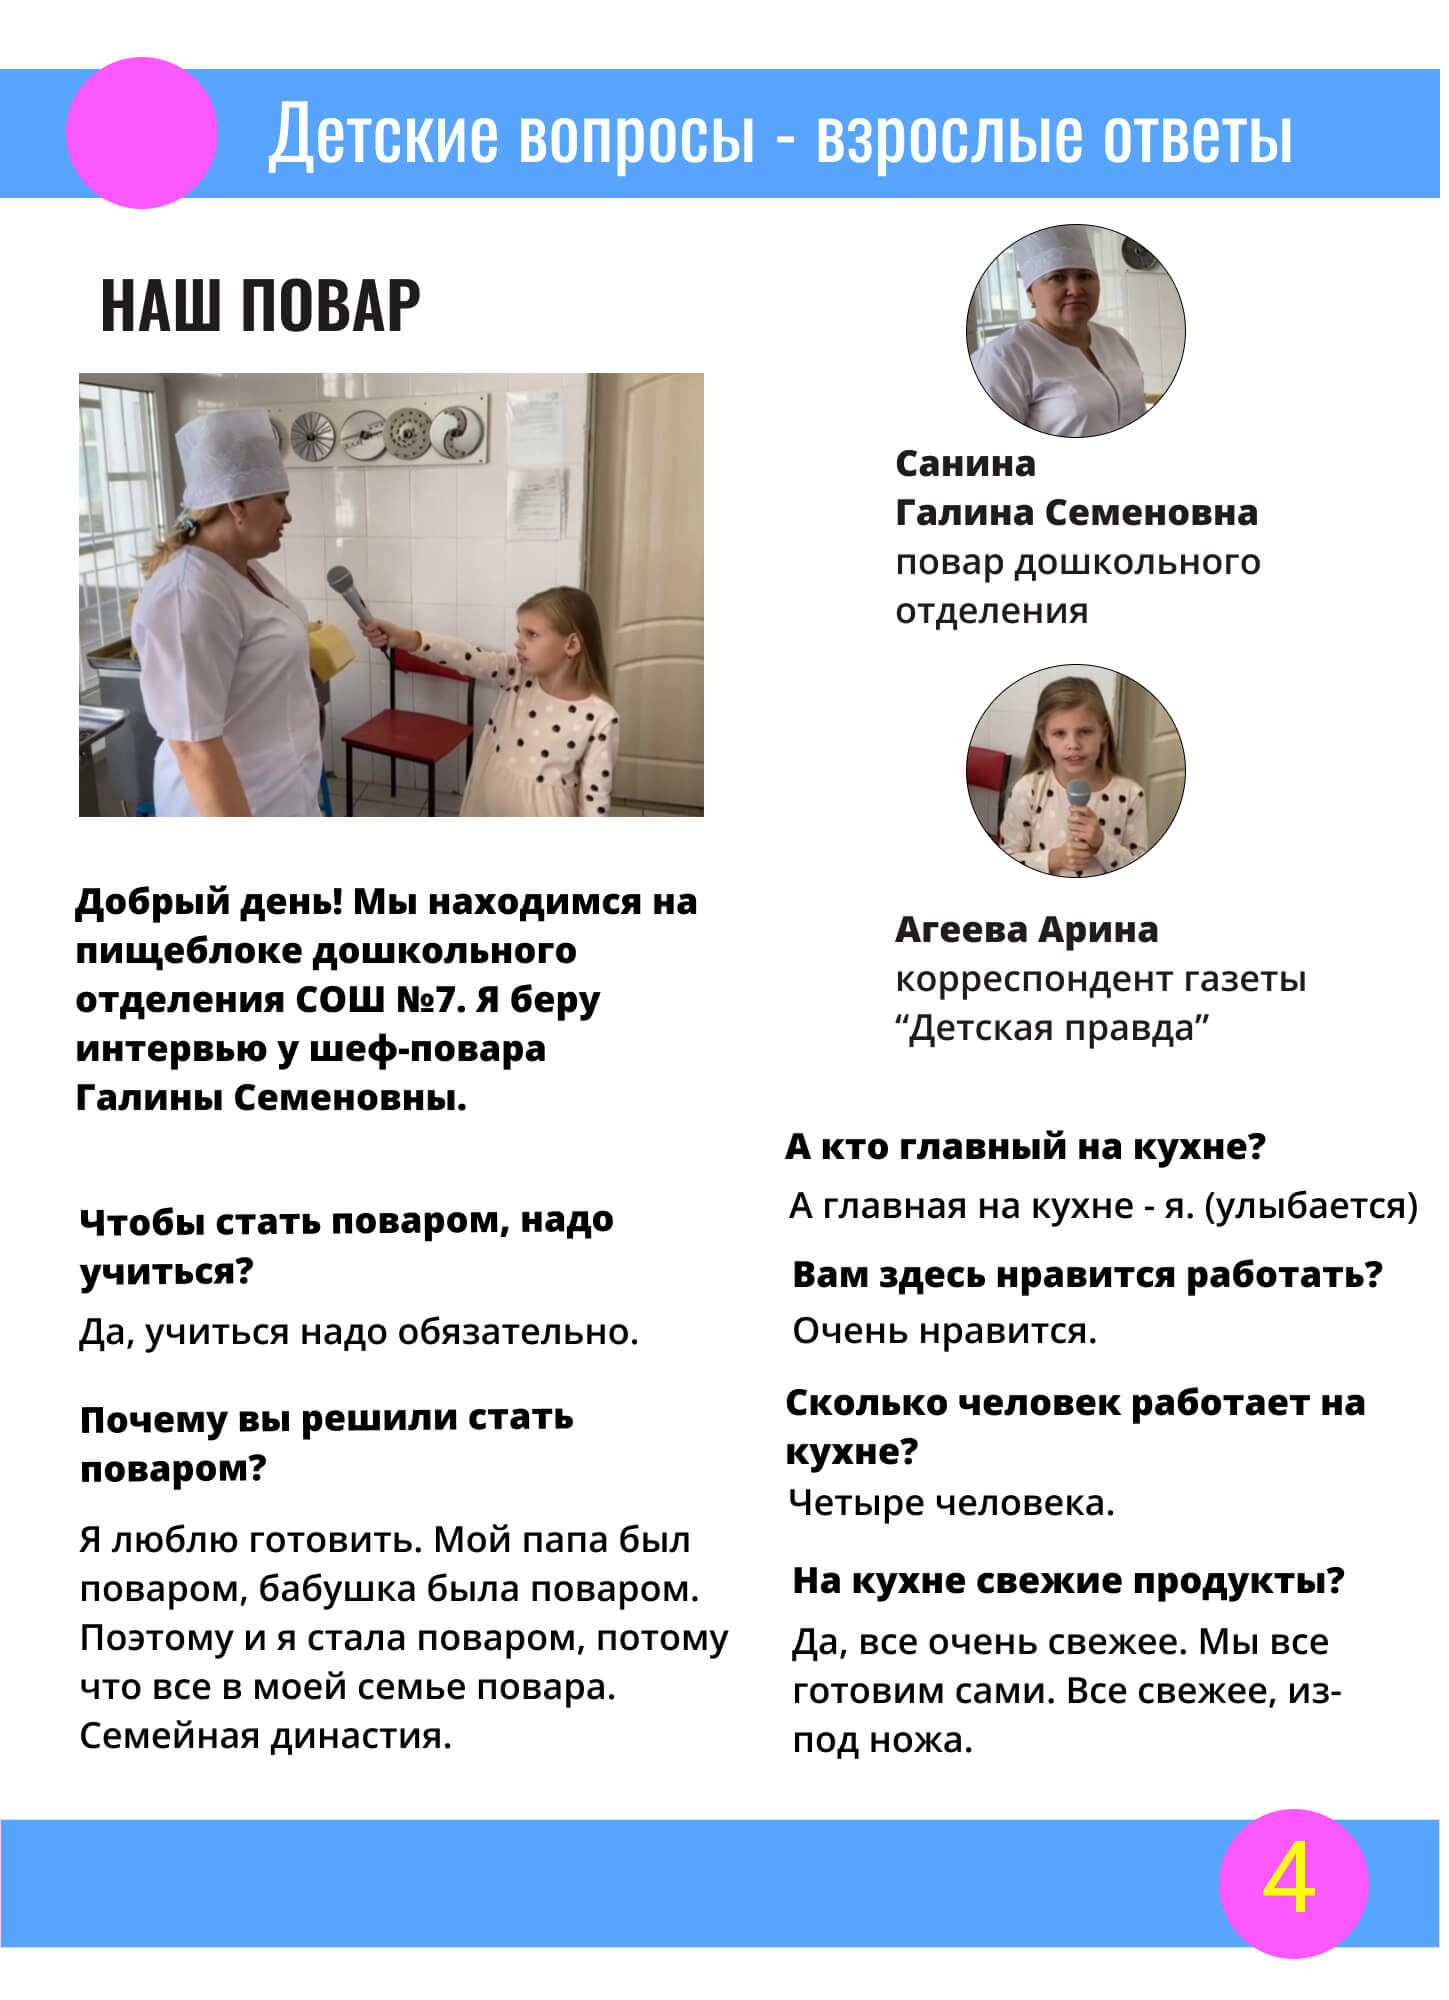 Детские вопросы - взрослые ответы
НАШ ПОВАР
Санина
Галина Семеновна
повар дошкольного
отделения
Агеева Арина
корреспондент газеты
“Детская правда”
Добрый день! Мы находимся на
пищеблоке дошкольного
отделения СОШ №7. Я беру
интервью у шеф-повара
Галины Семеновны.
Чтобы стать поваром, надо
учиться?
Да, учиться надо обязательно.
Почему вы решили стать
поваром?
Я люблю готовить. Мой папа был
поваром, бабушка была поваром.
Поэтому и я стала поваром, потому
что все в моей семье повара.
Семейная династия.
А кто главный на кухне?
А главная на кухне - я. (улыбается)
Вам здесь нравится работать?
Очень нравится.
Сколько человек работает на
кухне?
Четыре человека.
На кухне свежие продукты?
Да, все очень свежее. Мы все
готовим сами. Все свежее, из-
под ножа.
4